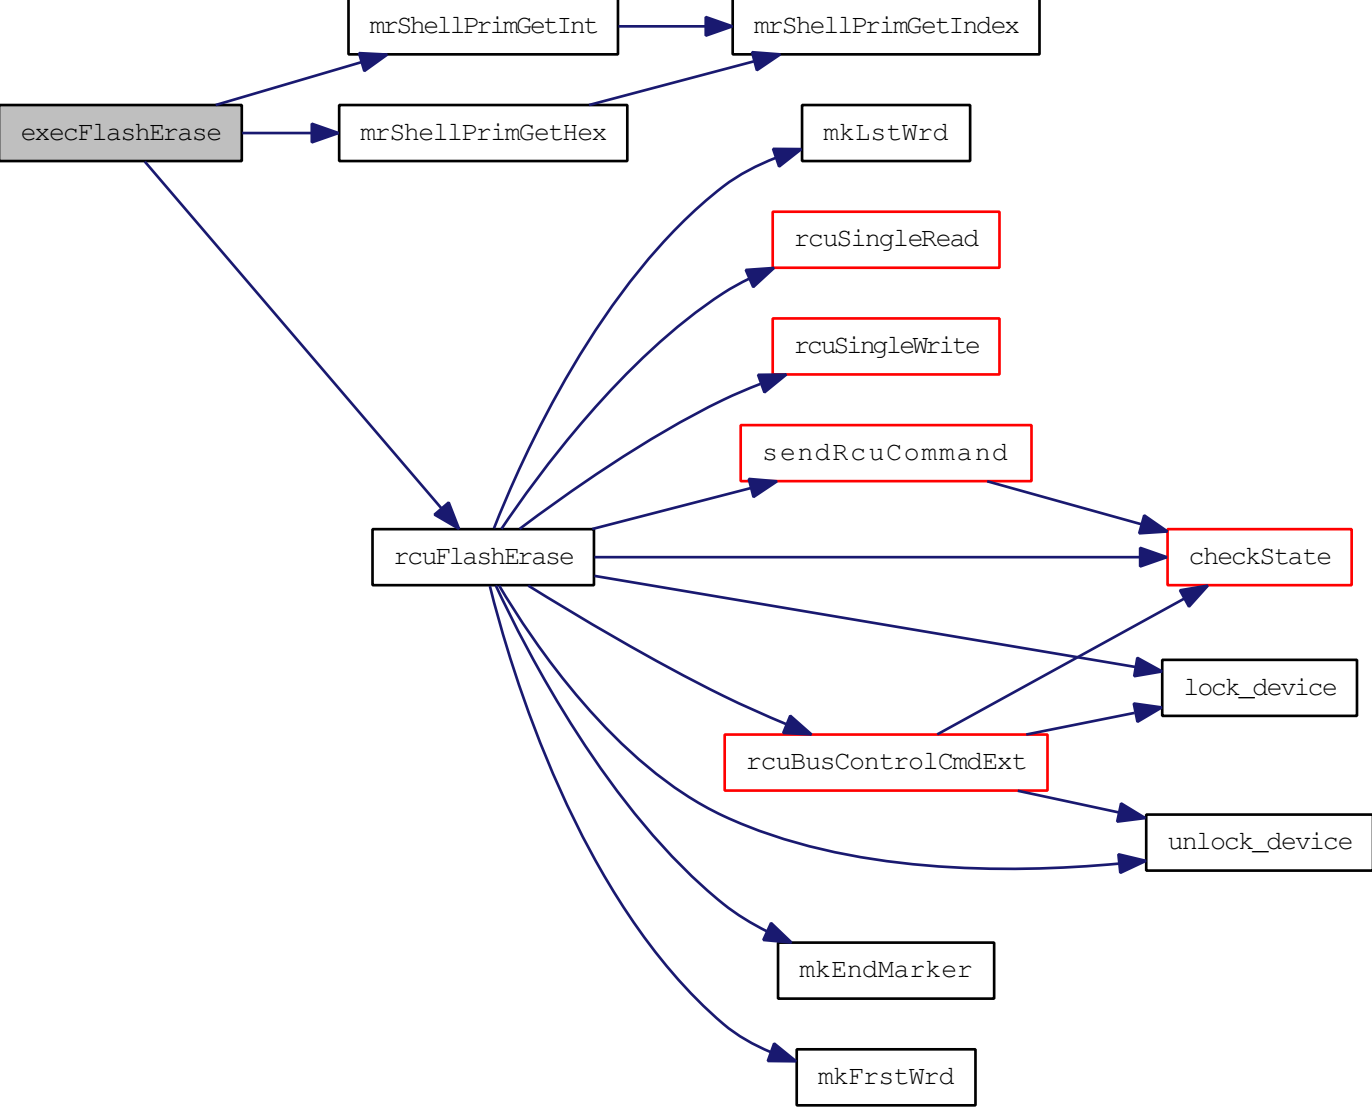 mrShellPrimGetInt
mrShellPrimGetIndex
execFlashErase
mrShellPrimGetHex
mkLstWrd
rcuSingleRead
rcuSingleWrite
sendRcuCommand
rcuFlashErase
checkState
lock_device
rcuBusControlCmdExt
unlock_device
mkEndMarker
mkFrstWrd